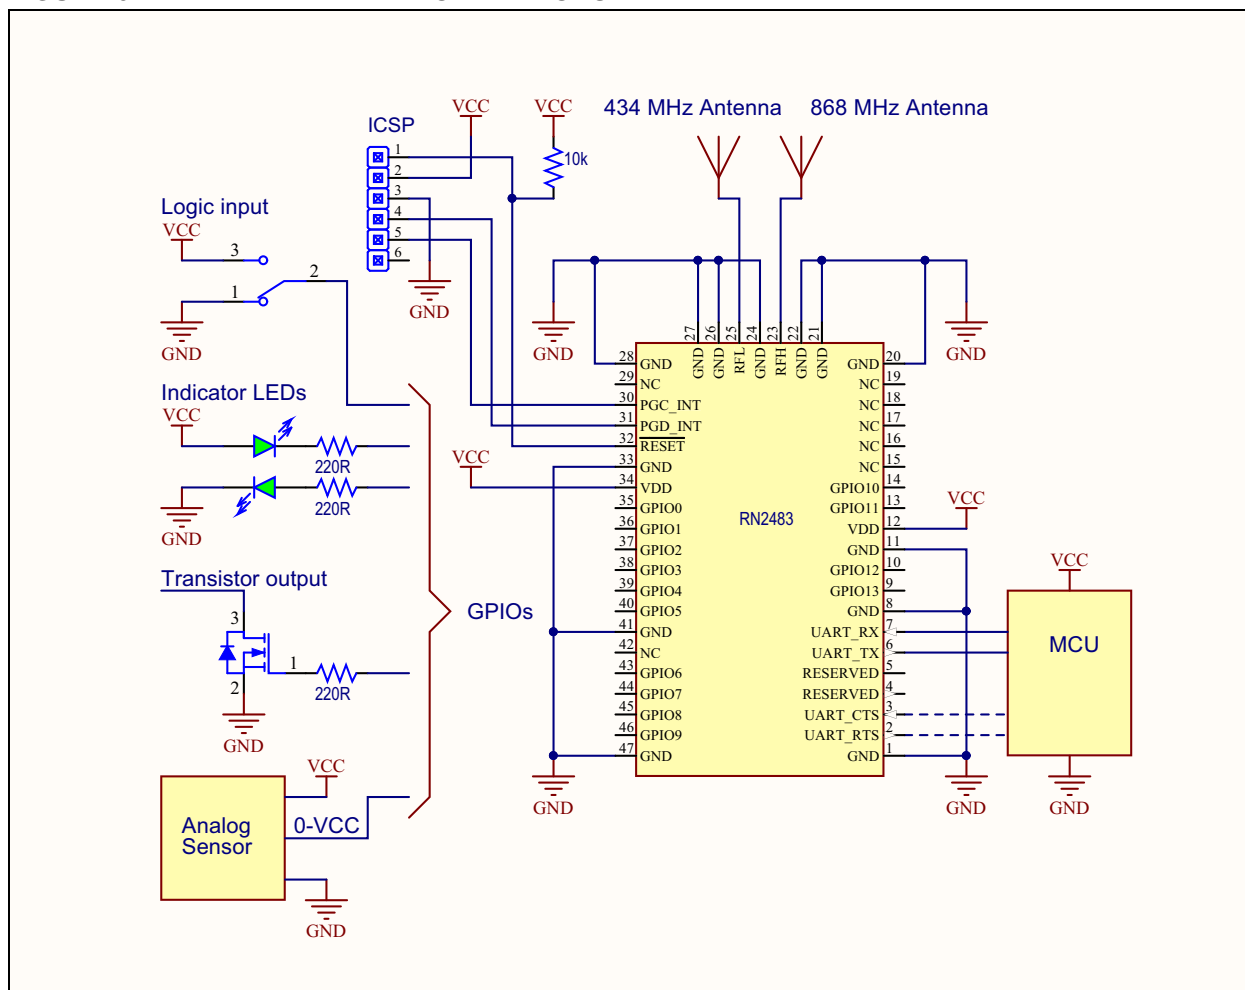 434 MHz Antenna
868 MHz Antenna
VCC
VCC
ICSP
1
2
3
4
5
6
10k
GND
Logic input
VCC
3
2
1
GND
GND
GND
27
26
25
24
23
22
21
GND
GND
RFL
GND
RFH
GND
GND
Indicator LEDs
VCC
220R
220R
GND
VCC
28 GND
29 NC
30 PGC_INT
31 PGD_INT
32 RESET
33 GND
34 VDD
35 GPIO0
36 GPIO1
37 GPIO2
38 GPIO3
39 GPIO4
40 GPIO5
41 GND
42 NC
43 GPIO6
44 GPIO7
45 GPIO8
46 GPIO9
47 GND
RN2483
GND 20
NC 19
NC 18
NC 17
NC 16
NC 15
GPIO10 14
GPIO11 13
VDD 12
GND 11
GPIO12 10
GPIO13 9
GND 8
UART_RX 7
UART_TX 6
RESERVED 5
RESERVED 4
UART_CTS 3
UART_RTS 2
GND 1
VCC
VCC
MCU
GND
GND
GND
GPIOs
Transistor output
3
1
2
220R
GND
VCC
Analog
Sensor
0-VCC
GND